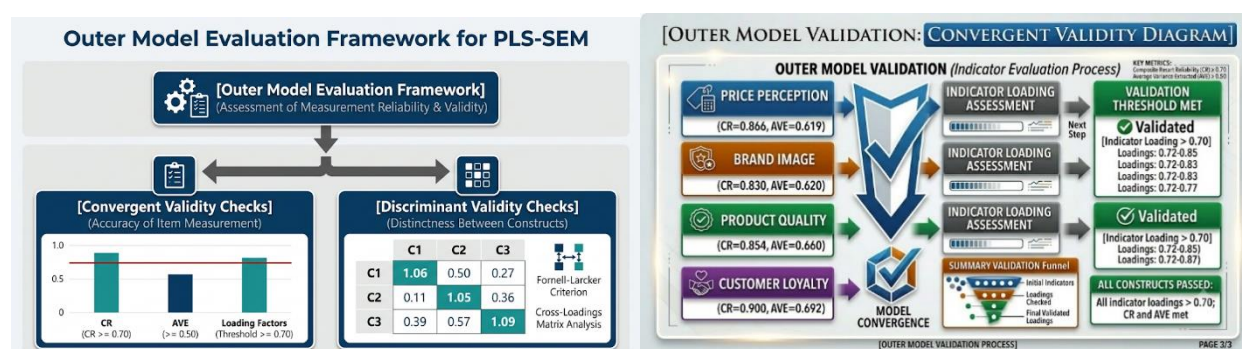 Outer Model Evaluation Framework for PLS-SEM
[Outer Model Evaluation Framework]
(Assessment of Measurement Reliability & Validity)
[Convergent Validity Checks]
(Accuracy of Item Measurement)
1.0
0.5
0
CR
(CR >= 0.70)
AVE
(>= 0.50)
Loading Factors
(Threshold >= 0.70)
[Discriminant Validity Checks]
(Distinctness Between Constructs)
C1 C2 C3
C1 1.06 0.50 0.27
C2 0.11 1.05 0.36
C3 0.39 0.57 1.09
Fornell-Larcker
Criterion
Cross-Loadings
Matrix Analysis
[OUTER MODEL VALIDATION: CONVERGENT VALIDITY DIAGRAM]
OUTER MODEL VALIDATION (Indicator Evaluation Process)
KEY METRICS:
Average Variance Extracted (AVE) > 0.50
PRICE PERCEPTION
(CR=0.866, AVE=0.619)
BRAND IMAGE
(CR=0.830, AVE=0.620)
PRODUCT QUALITY
(CR=0.854, AVE=0.660)
CUSTOMER LOYALTY
(CR=0.900, AVE=0.692)
MODEL
CONVERGENCE
INDICATOR LOADING
ASSESSMENT
INDICATOR LOADING
ASSESSMENT
INDICATOR LOADING
ASSESSMENT
Next
Step
SUMMARY VALIDATION Funnel
Initial Indicators
Loadings
Checked
Final Validated
Loadings
VALIDATION
THRESHOLD MET
Validated
[Indicator Loading > 0.70]
Loadings: 0.72-0.85
Loadings: 0.72-0.83
Loadings: 0.72-0.83
Loadings: 0.72-0.77
Validated
[Indicator Loading > 0.70]
Loadings: 0.72-0.85)
Loadings: 0.72-0.87)
ALL CONSTRUCTS PASSED:
All indicator loadings > 0.70;
CR and AVE met
[OUTER MODEL VALIDATION PROCESS]
PAGE 3/3